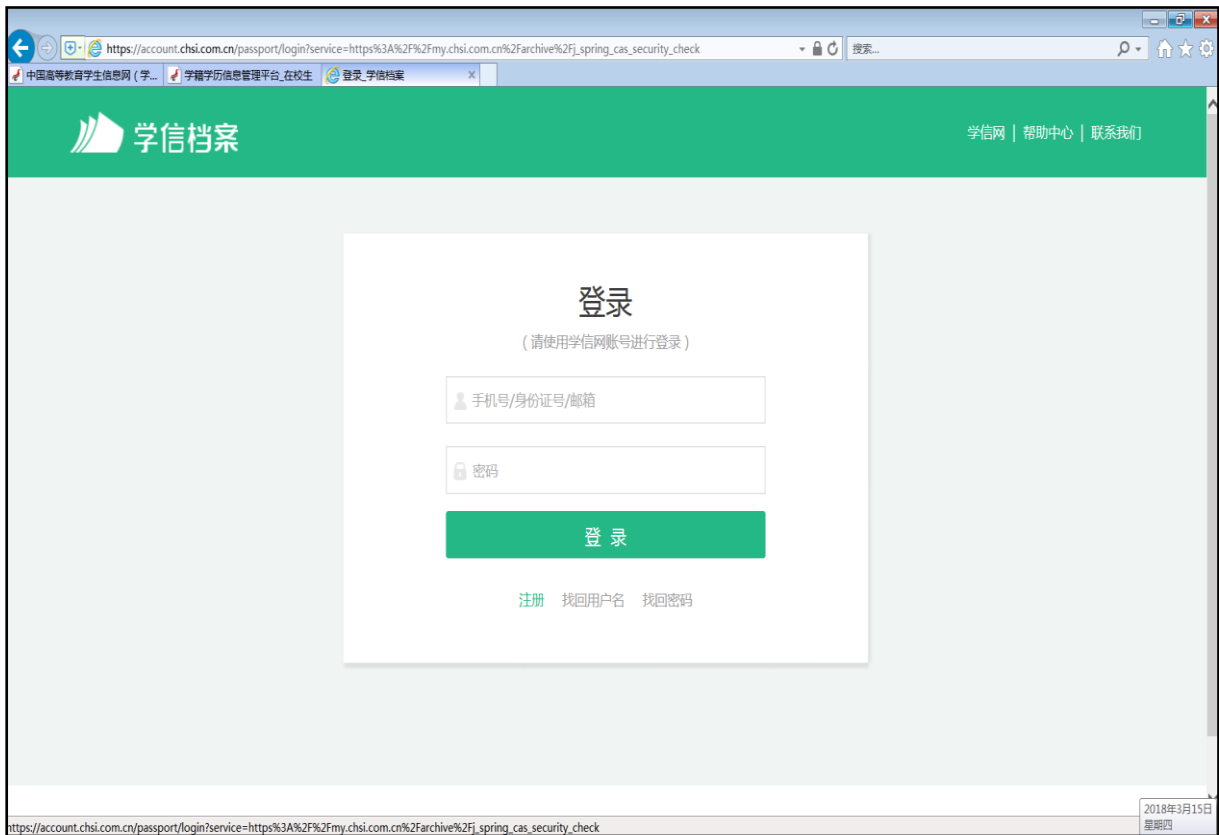 https://account.chsi.com.cn/passport/login?service=https%3A%2F%2Fmy.chsi.com.cn%2Farchive%2Fj_spring_cas_security_check
搜索...
中国高等教育学生信息网 ( 学...
学籍学历信息管理平台_在校生
登录_学信档案
学信档案
学信网 | 帮助中心 | 联系我们
登录
( 请使用学信网账号进行登录 )
手机号/身份证号/邮箱
密码
登 录
注册 找回用户名 找回密码
2018年3月15日
星期四
https://account.chsi.com.cn/passport/login?service=https%3A%2F%2Fmy.chsi.com.cn%2Farchive%2Fj_spring_cas_security_check